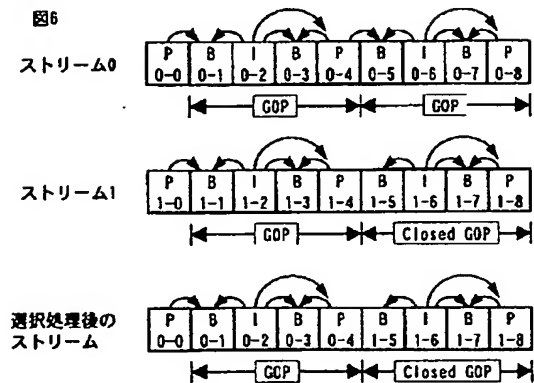 図6
ストリーム0
P B I B P B I B P
0-0 0-1 0-2 0-3 0-4 0-5 0-6 0-7 0-8
GOP GOP
ストリーム1
P B I B P B I B P
1-0 1-1 1-2 1-3 1-4 1-5 1-6 1-7 1-8
GOP Closed GOP
選択処理後の
ストリーム
P B I B P B I B P
0-0 0-1 0-2 0-3 0-4 1-5 1-6 1-7 1-8
GOP Closed GOP